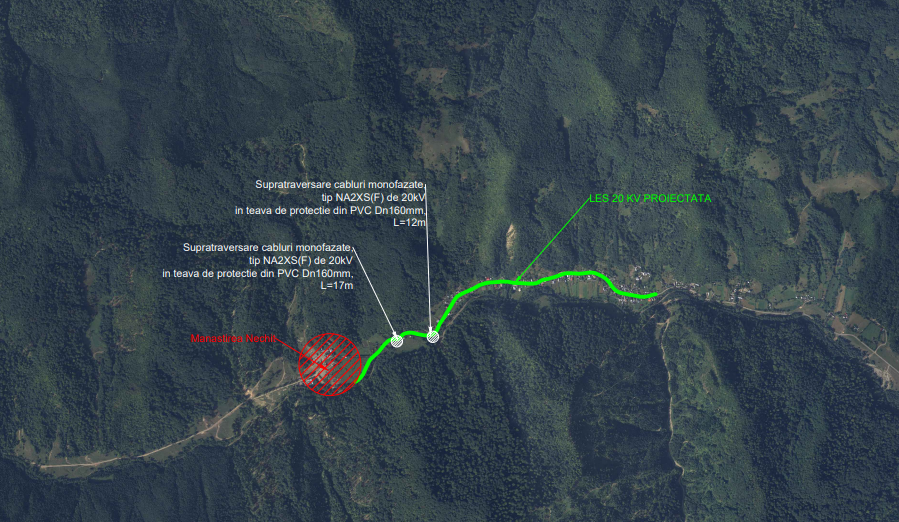 Supratraversare cabluri monofazate,
tip NA2XS(F) de 20kV
in teava de protectie din PVC Dn160mm,
L=12m
LES 20 KV PROIECTATA
Supratraversare cabluri monofazate,
tip NA2XS(F) de 20kV
in teava de protectie din PVC Dn160mm,
L=17m